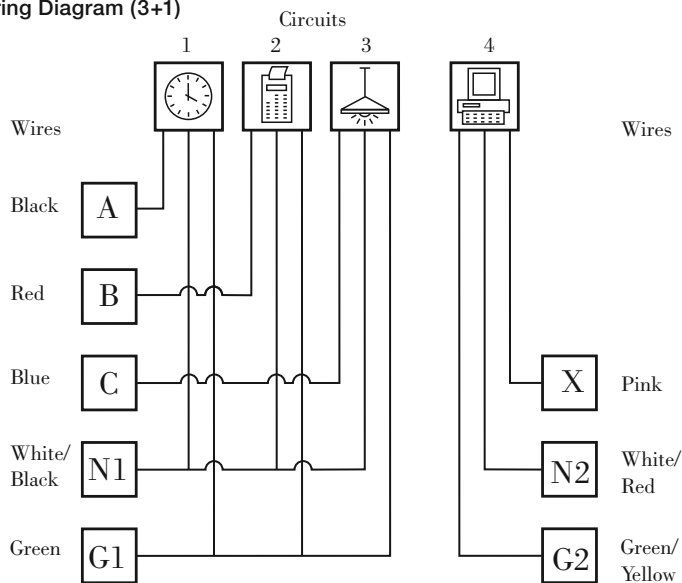 ring Diagram (3+1)
Circuits
1 2 3 4
Wires Wires
Black A
Red B
Blue C
X Pink
White/
Black N1
N2 White/
Red
Green G1
G2 Green/
Yellow